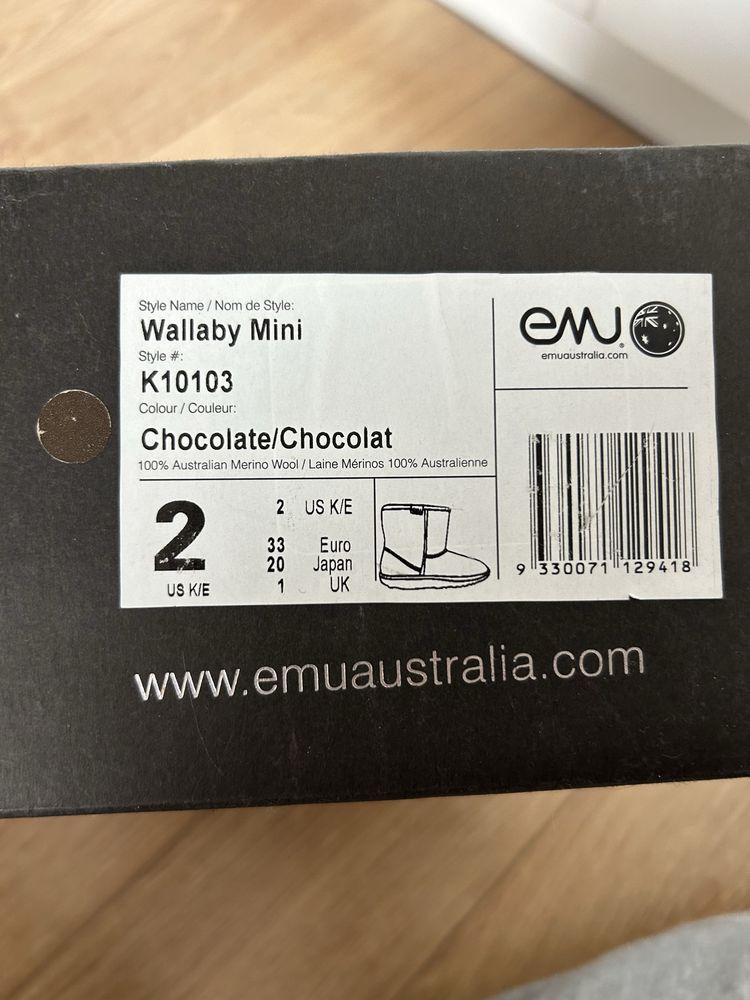 Style Name / Nom de Style:
Wallaby Mini
Style #:
K10103
Colour / Couleur:
Chocolate/Chocolat
100% Australian Merino Wool / Laine Mérinos 100% Australienne
emu®
emuaustralia.com
2
US K/E
2 US K/E
33 Euro
20 Japan
1 UK
9 330071 129418
www.emuaustralia.com